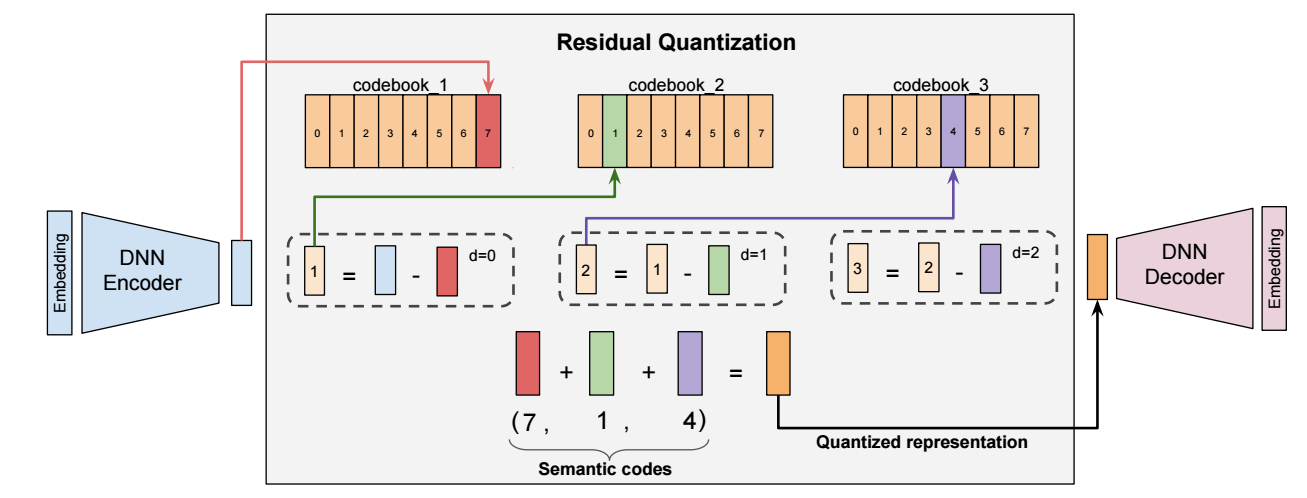 Residual Quantization
codebook_1 codebook_2 codebook_3
0 1 2 3 4 5 6 7 0 1 2 3 4 5 6 7 0 1 2 3 4 5 6 7
Embedding
DNN
Encoder
1 = - d=0
2 = 1 - d=1
3 = 2 - d=2
DNN
Decoder
Embedding
+ + =
(7, 1, 4)
Semantic codes
Quantized representation